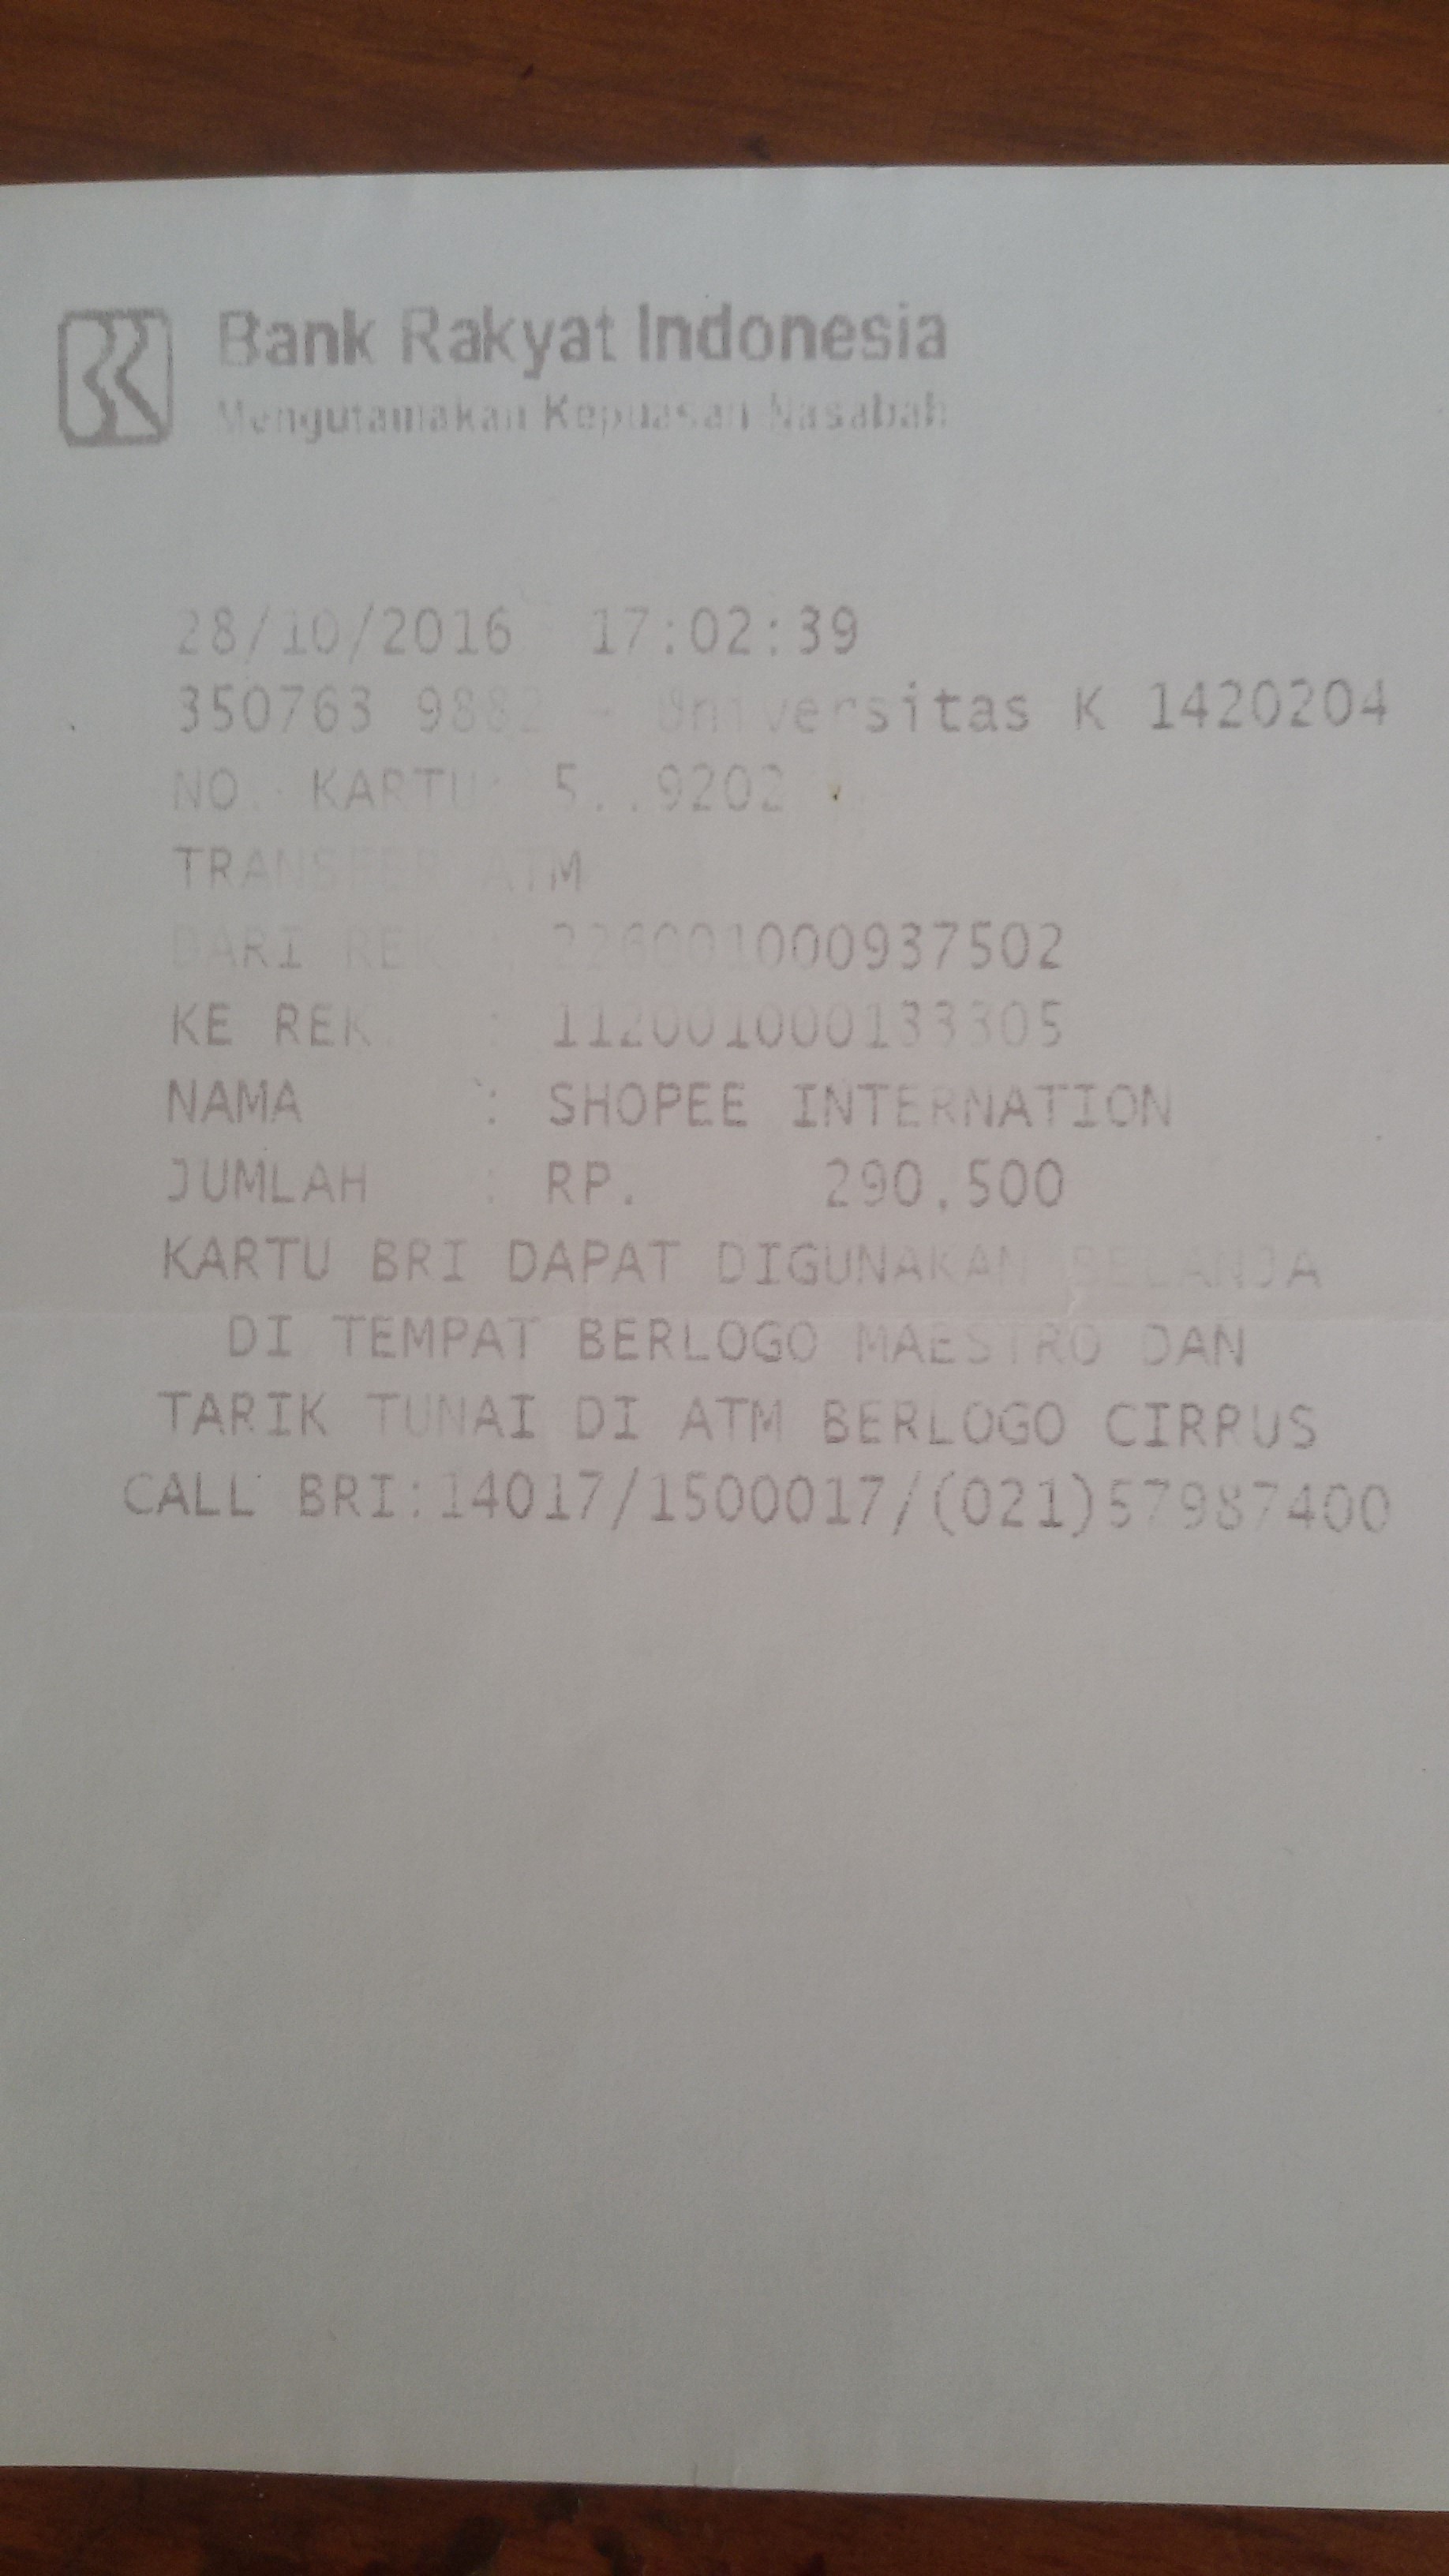 Bank Rakyat Indonesia
Mengutamakan Kepuasan Nasabah
28/10/2016 17:02:39
350763 9882 - Universitas K 1420204
NO. KARTU: 5..9202
TRANSFER ATM
DARI REK : 226001000937502
KE REK : 112001000133305
NAMA : SHOPEE INTERNATION
JUMLAH : RP. 290.500
KARTU BRI DAPAT DIGUNAKAN BELANJA
DI TEMPAT BERLOGO MAESTRO DAN
TARIK TUNAI DI ATM BERLOGO CIRRUS
CALL BRI:14017/1500017/(021)57987400